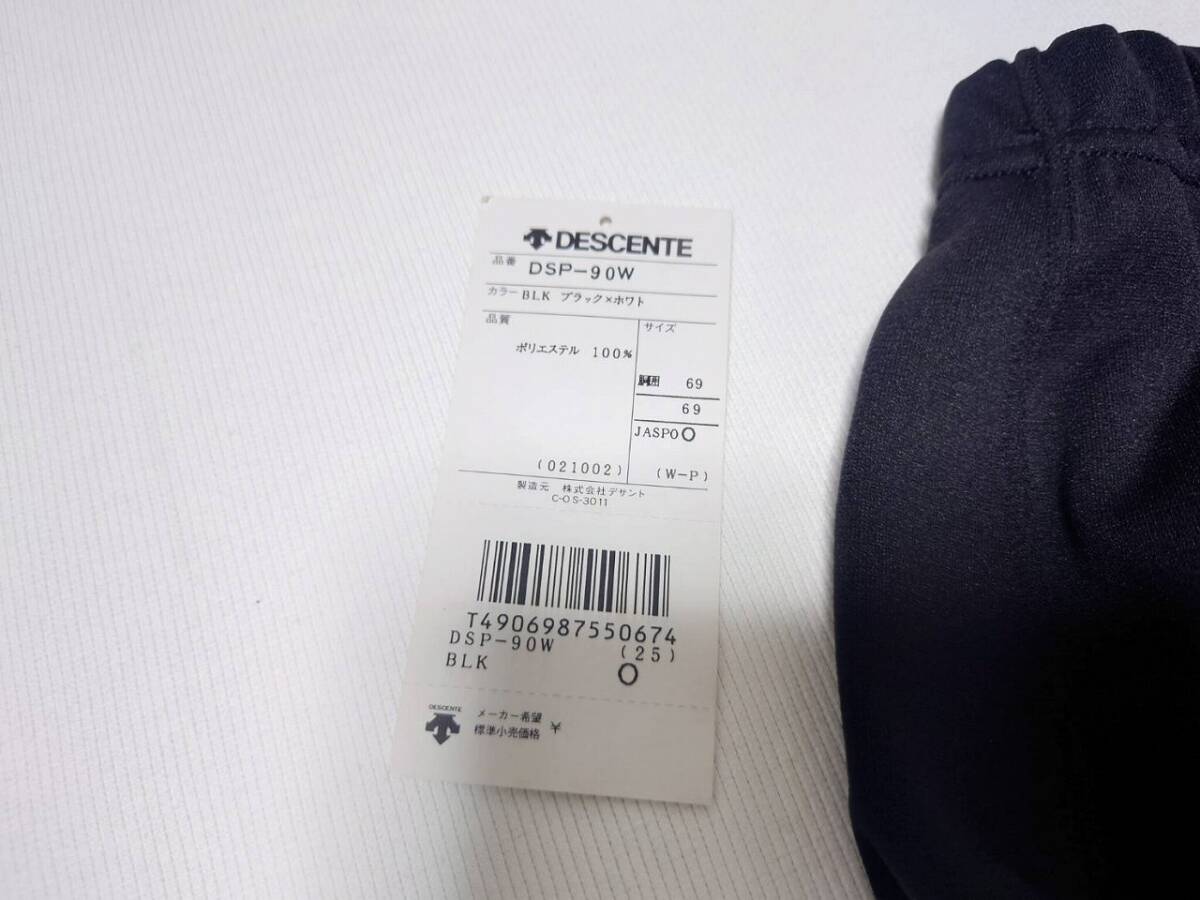 DESCENTE
品番 DSP-90W
カラー BLK ブラック×ホワト
品質
ポリエステル 100%
(021002)
サイズ
胴囲 69
69
JASPO O
(W-P)
製造元 株式会社デサント
C-OS-3011
T4906987550674
DSP-90W (25)
BLK O
DESCENTE
メーカー希望
標準小売価格 ¥